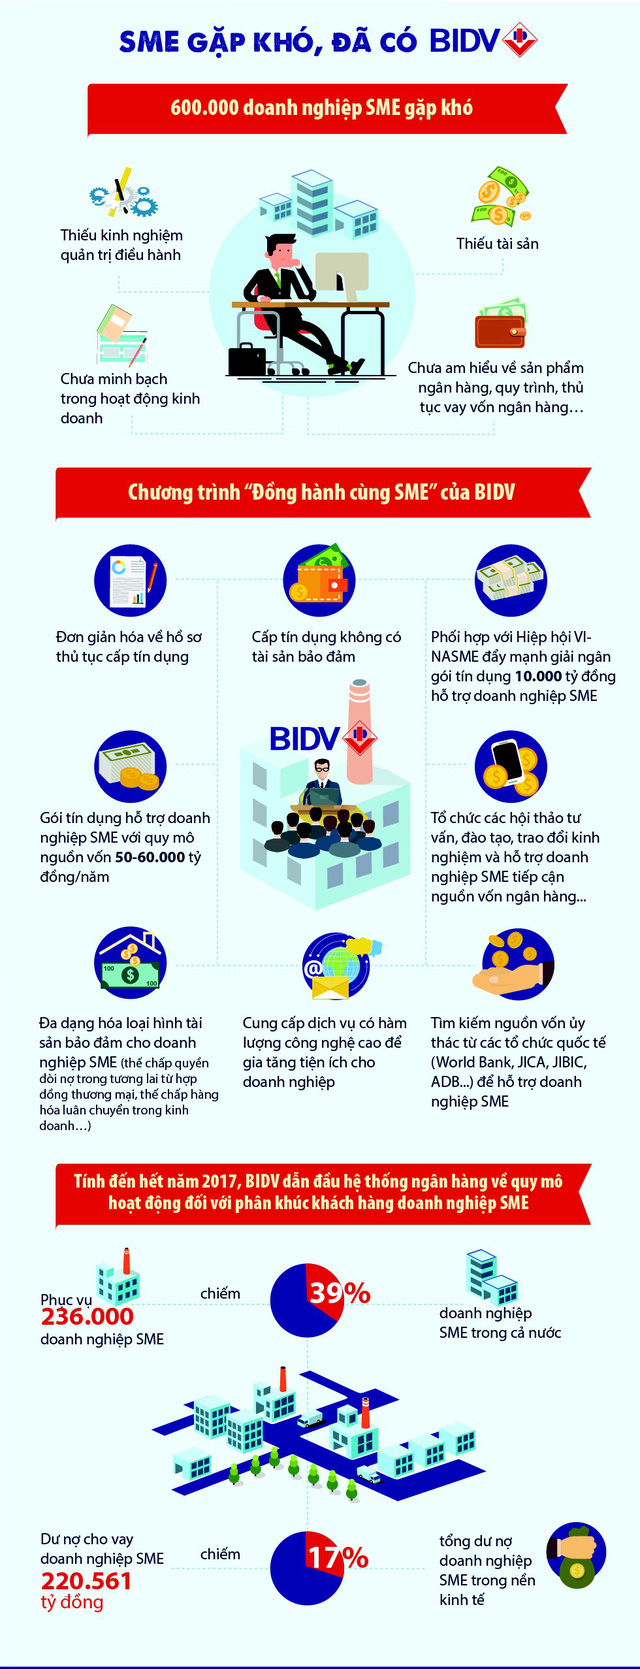 SME GẶP KHÓ, ĐÃ CÓ BIDV
600.000 doanh nghiệp SME gặp khó
Thiếu kinh nghiệm
quản trị điều hành
Thiếu tài sản
Chưa minh bạch
trong hoạt động kinh
doanh
Chưa am hiểu về sản phẩm
ngân hàng, quy trình, thủ
tục vay vốn ngân hàng...
Chương trình “Đồng hành cùng SME” của BIDV
Đơn giản hóa về hồ sơ
thủ tục cấp tín dụng
Cấp tín dụng không có
tài sản bảo đảm
Phối hợp với Hiệp hội VI-
NASME đẩy mạnh giải ngân
gói tín dụng 10.000 tỷ đồng
hỗ trợ doanh nghiệp SME
BIDV
Gói tín dụng hỗ trợ doanh
nghiệp SME với quy mô
nguồn vốn 50-60.000 tỷ
đồng/năm
Tổ chức các hội thảo tư
vấn, đào tạo, trao đổi kinh
nghiệm và hỗ trợ doanh
nghiệp SME tiếp cận
nguồn vốn ngân hàng...
100
100
@
Đa dạng hóa loại hình tài
sản bảo đảm cho doanh
nghiệp SME (thế chấp quyền
đòi nợ trong tương lai từ hợp
đồng thương mại, thế chấp hàng
hóa luân chuyển trong kinh
doanh...)
Cung cấp dịch vụ có hàm
lượng công nghệ cao để
gia tăng tiện ích cho
doanh nghiệp
Tìm kiếm nguồn vốn ủy
thác từ các tổ chức quốc tế
(World Bank, JICA, JIBIC,
ADB...) để hỗ trợ doanh
nghiệp SME
Tính đến hết năm 2017, BIDV dẫn đầu hệ thống ngân hàng về quy mô
hoạt động đối với phân khúc khách hàng doanh nghiệp SME
Phục vụ
236.000
doanh nghiệp SME
chiếm
39%
doanh nghiệp
SME trong cả nước
Dư nợ cho vay
doanh nghiệp SME
220.561
tỷ đồng
chiếm
17%
tổng dư nợ
doanh nghiệp
SME trong nền
kinh tế